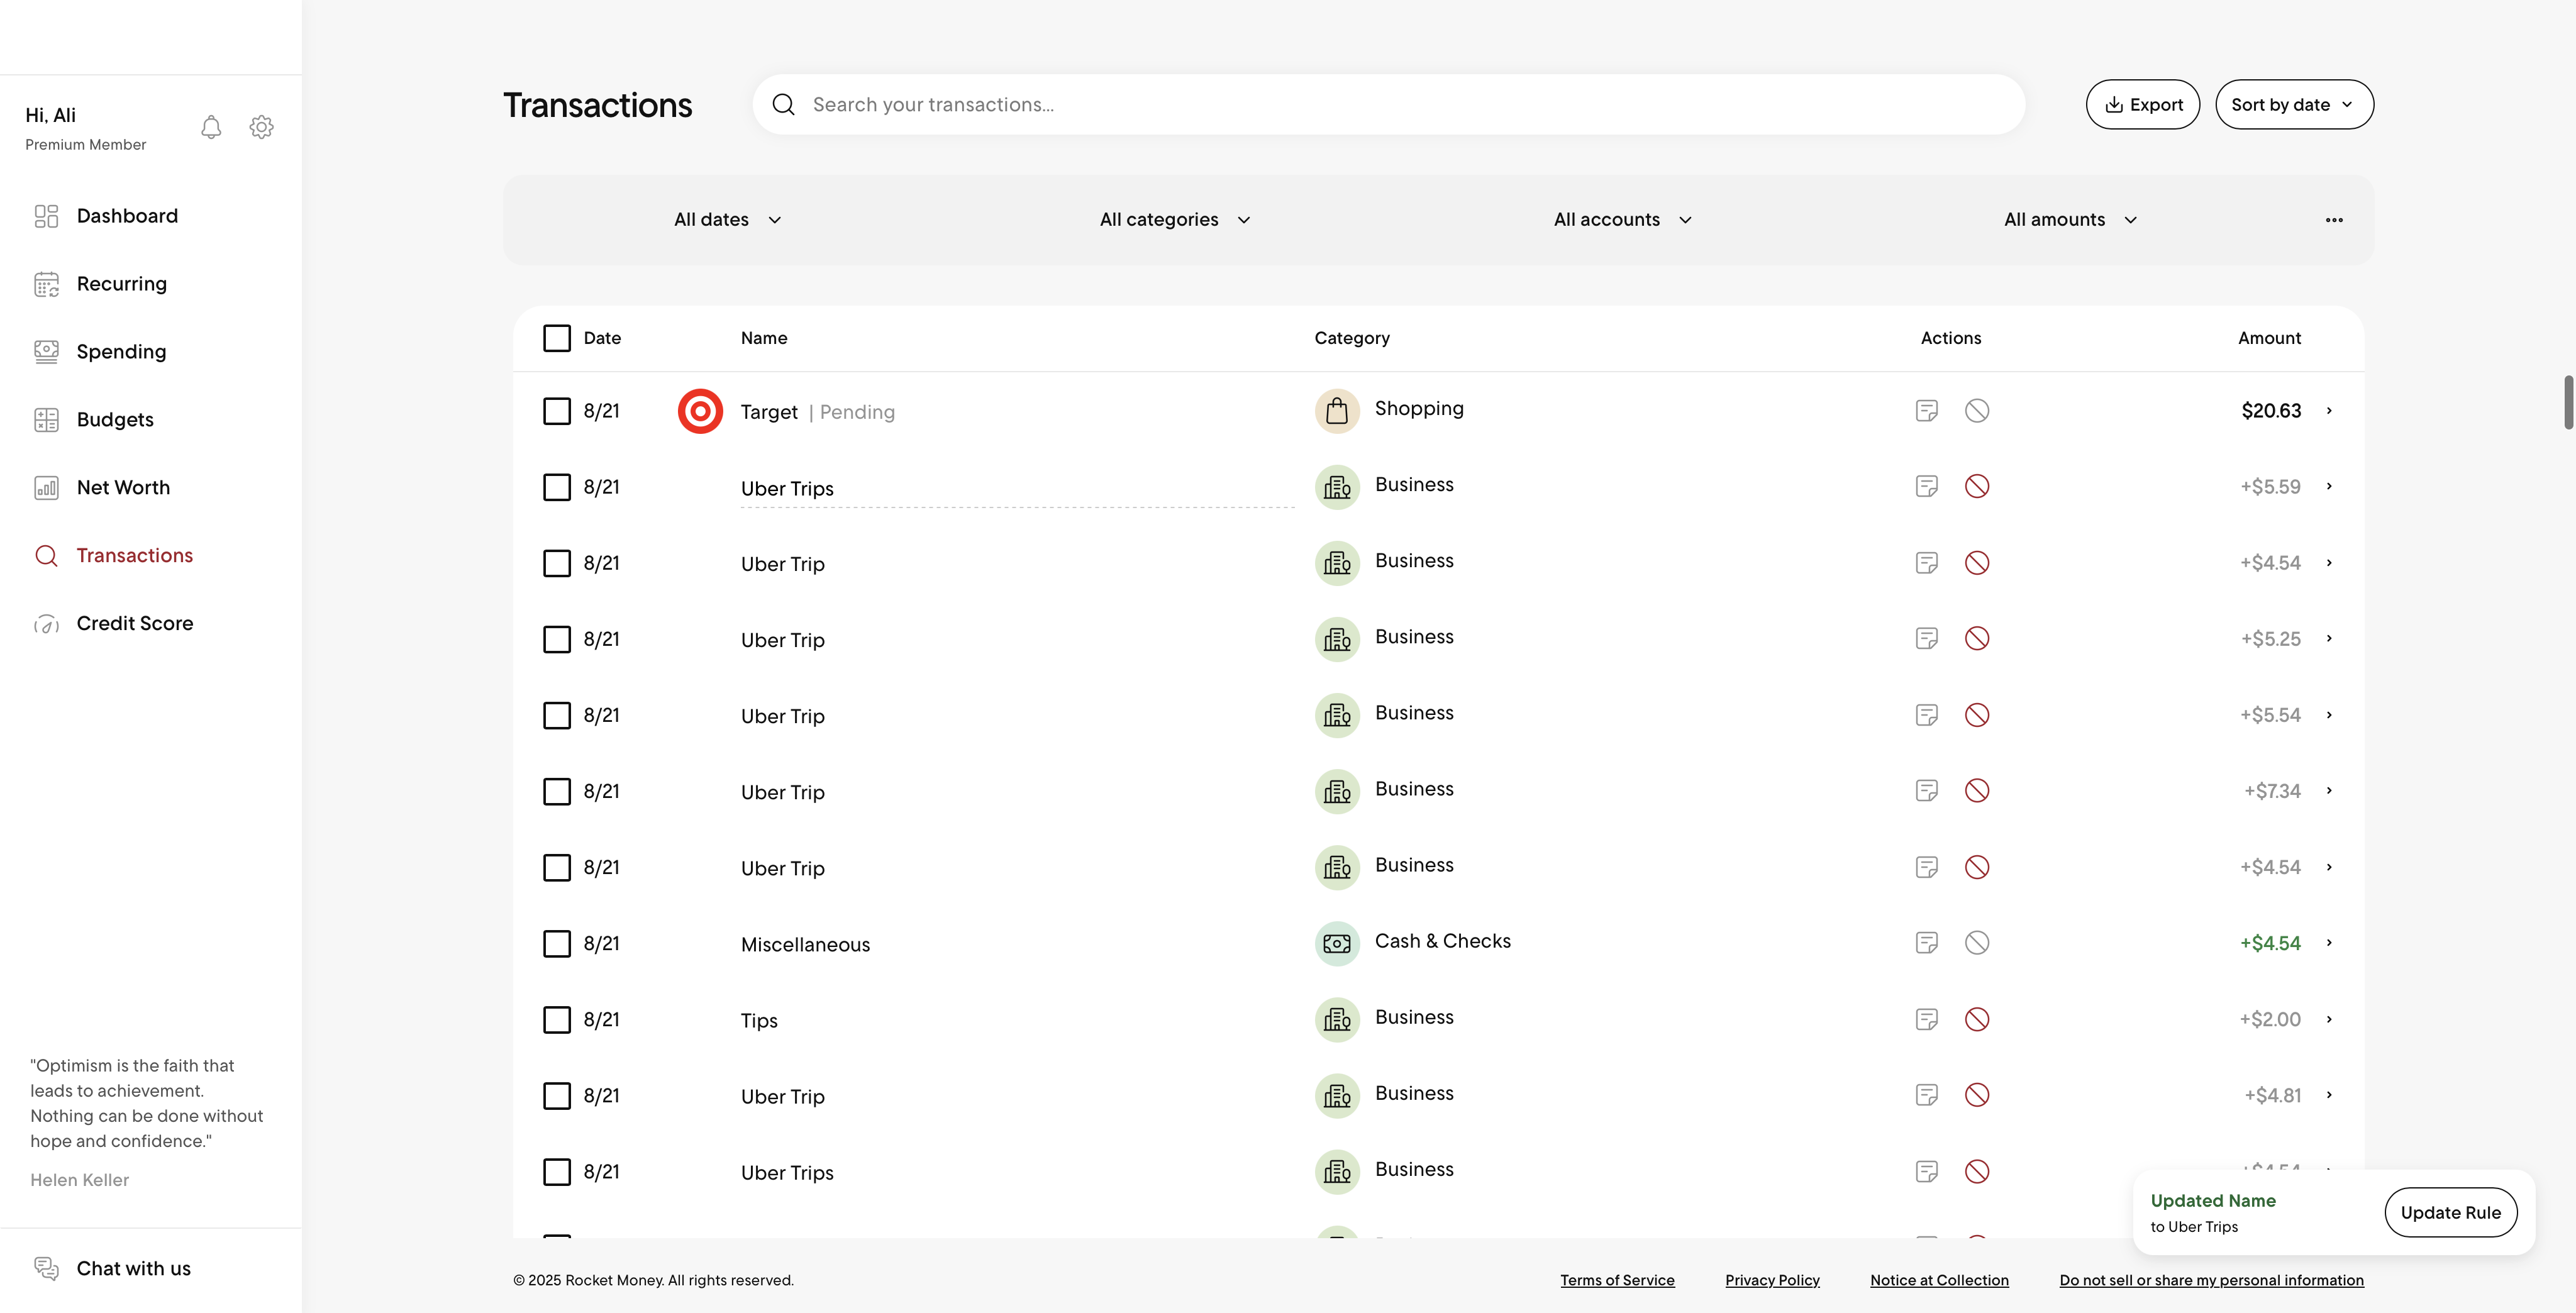 Hi, Ali
Premium Member
Dashboard
Recurring
Spending
Budgets
Net Worth
Transactions
Credit Score
"Optimism is the faith that
leads to achievement.
Nothing can be done without
hope and confidence."
Helen Keller
Chat with us
Transactions Search your transactions... Export Sort by date
All dates All categories All accounts All amounts
Date Name Category Actions Amount
8/21 Target | Pending Shopping $20.63
8/21 Uber Trips Business +$5.59
8/21 Uber Trip Business +$4.54
8/21 Uber Trip Business +$5.25
8/21 Uber Trip Business +$5.54
8/21 Uber Trip Business +$7.34
8/21 Uber Trip Business +$4.54
8/21 Miscellaneous Cash & Checks +$4.54
8/21 Tips Business +$2.00
8/21 Uber Trip Business +$4.81
8/21 Uber Trips Business
Updated Name
to Uber Trips
Update Rule
© 2025 Rocket Money. All rights reserved. Terms of Service Privacy Policy Notice at Collection Do not sell or share my personal information